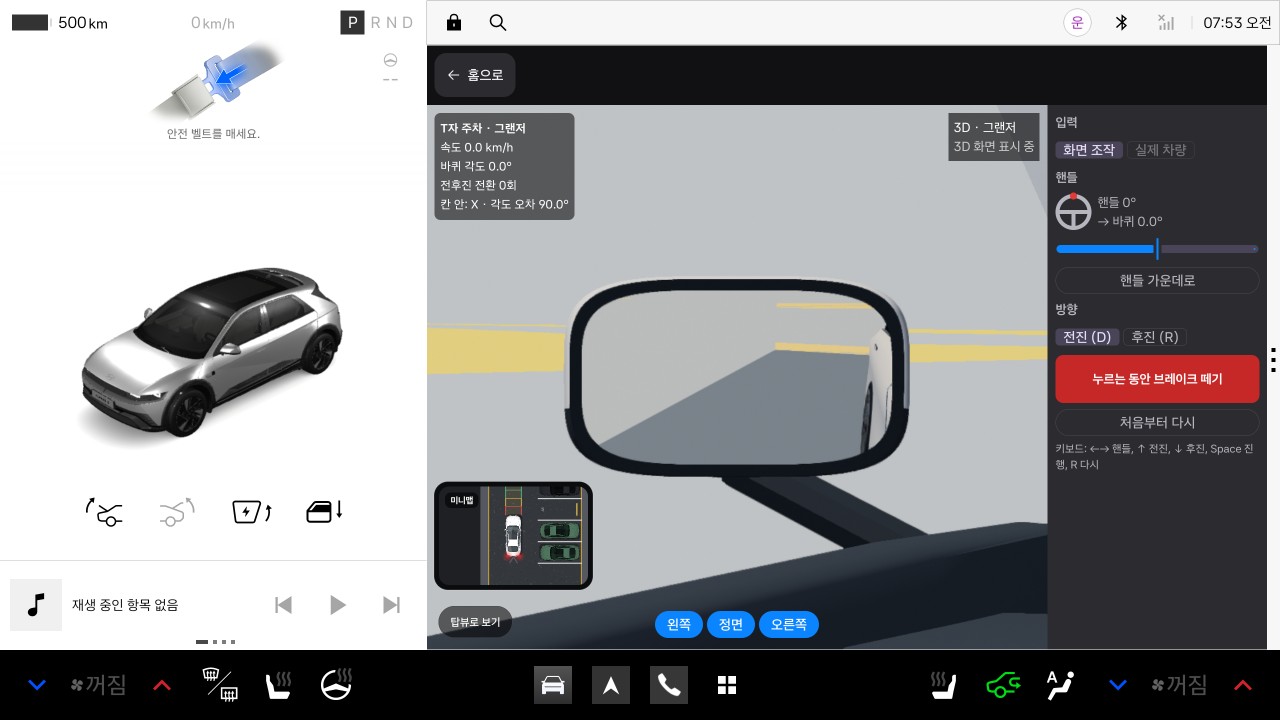 500 km
0 km/h
P R N D
운
07:53 오전
안전 벨트를 매세요.
--
← 홈으로
T자 주차 · 그랜저
속도 0.0 km/h
바퀴 각도 0.0°
전후진 전환 0회
칸 안: X · 각도 오차 90.0°
3D · 그랜저
3D 화면 표시 중
입력
화면 조작
실제 차량
핸들
핸들 0°
→ 바퀴 0.0°
핸들 가운데로
방향
전진 (D)
후진 (R)
누르는 동안 브레이크 떼기
처음부터 다시
키보드: ←→ 핸들, ↑ 전진, ↓ 후진, Space 진
행, R 다시
미니맵
탑뷰로 보기
왼쪽
정면
오른쪽
재생 중인 항목 없음
꺼짐
A
꺼짐